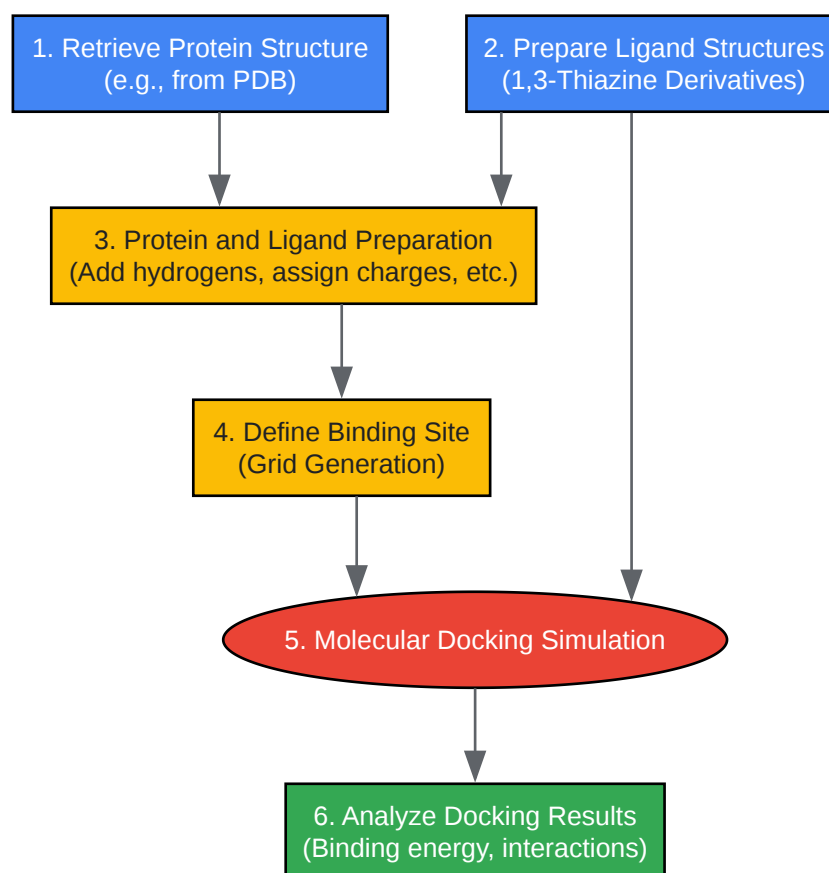 1. Retrieve Protein Structure
(e.g., from PDB)
2. Prepare Ligand Structures
(1,3-Thiazine Derivatives)
3. Protein and Ligand Preparation
(Add hydrogens, assign charges, etc.)
4. Define Binding Site
(Grid Generation)
5. Molecular Docking Simulation
6. Analyze Docking Results
(Binding energy, interactions)